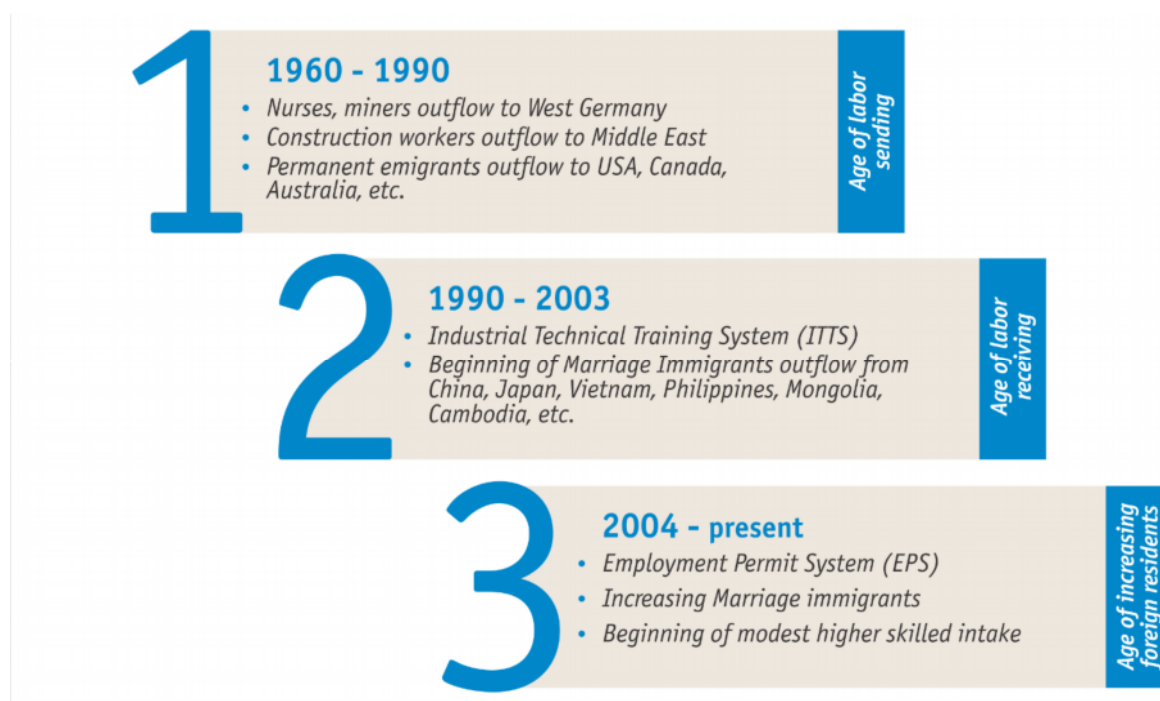 1
1960 - 1990
• Nurses, miners outflow to West Germany
• Construction workers outflow to Middle East
• Permanent emigrants outflow to USA, Canada,
Australia, etc.
Age of labor
sending
2
1990 - 2003
• Industrial Technical Training System (ITTS)
• Beginning of Marriage Immigrants outflow from
China, Japan, Vietnam, Philippines, Mongolia,
Cambodia, etc.
Age of labor
receiving
3
2004 - present
• Employment Permit System (EPS)
• Increasing Marriage immigrants
• Beginning of modest higher skilled intake
Age of increasing
foreign residents